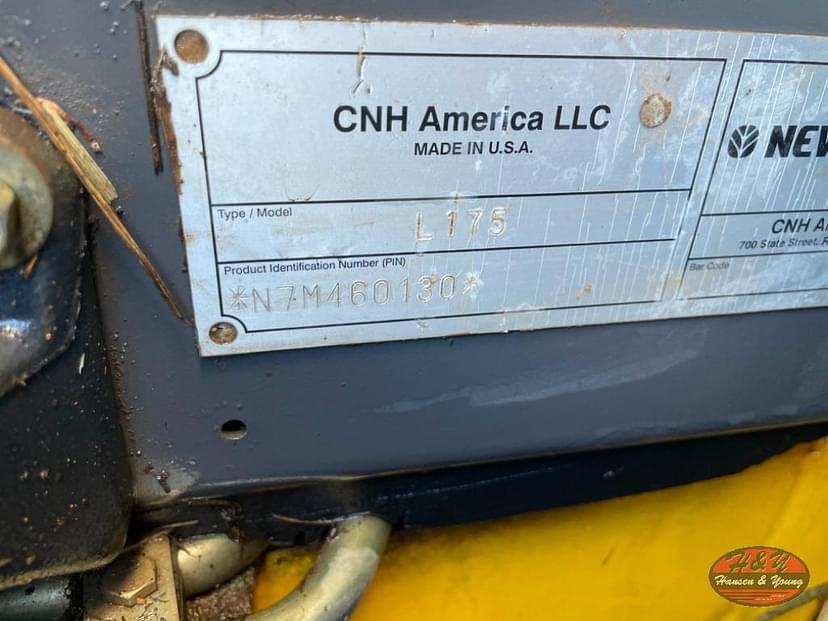 CNH America LLC
MADE IN U.S.A.
Type / Model
L175
Product Identification Number (PIN)
*N7M460130*
NEW
CNH A
700 State Street, R
Bar Code
H&Y
Hansen & Young